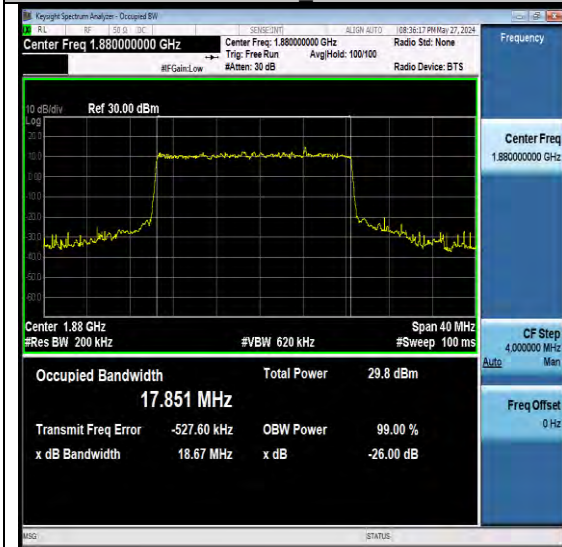 Keysight Spectrum Analyzer - Occupied BW
RL RF 50 Ω DC SENSE:INT ALIGN AUTO 08:36:17 PM May 27, 2024
Center Freq 1.880000000 GHz
Center Freq: 1.880000000 GHz Radio Std: None
Trig: Free Run Avg|Hold: 100/100
#IFGain:Low #Atten: 30 dB Radio Device: BTS
10 dB/div Ref 30.00 dBm
Log
20.0
10.0
0.00
-10.0
-20.0
-30.0
-40.0
-50.0
-60.0
Center 1.88 GHz Span 40 MHz
#Res BW 200 kHz #VBW 620 kHz #Sweep 100 ms
Occupied Bandwidth Total Power 29.8 dBm
17.851 MHz
Transmit Freq Error -527.60 kHz OBW Power 99.00 %
x dB Bandwidth 18.67 MHz x dB -26.00 dB
MSG STATUS
Frequency
Center Freq
1.880000000 GHz
CF Step
4.000000 MHz
Auto Man
Freq Offset
0 Hz